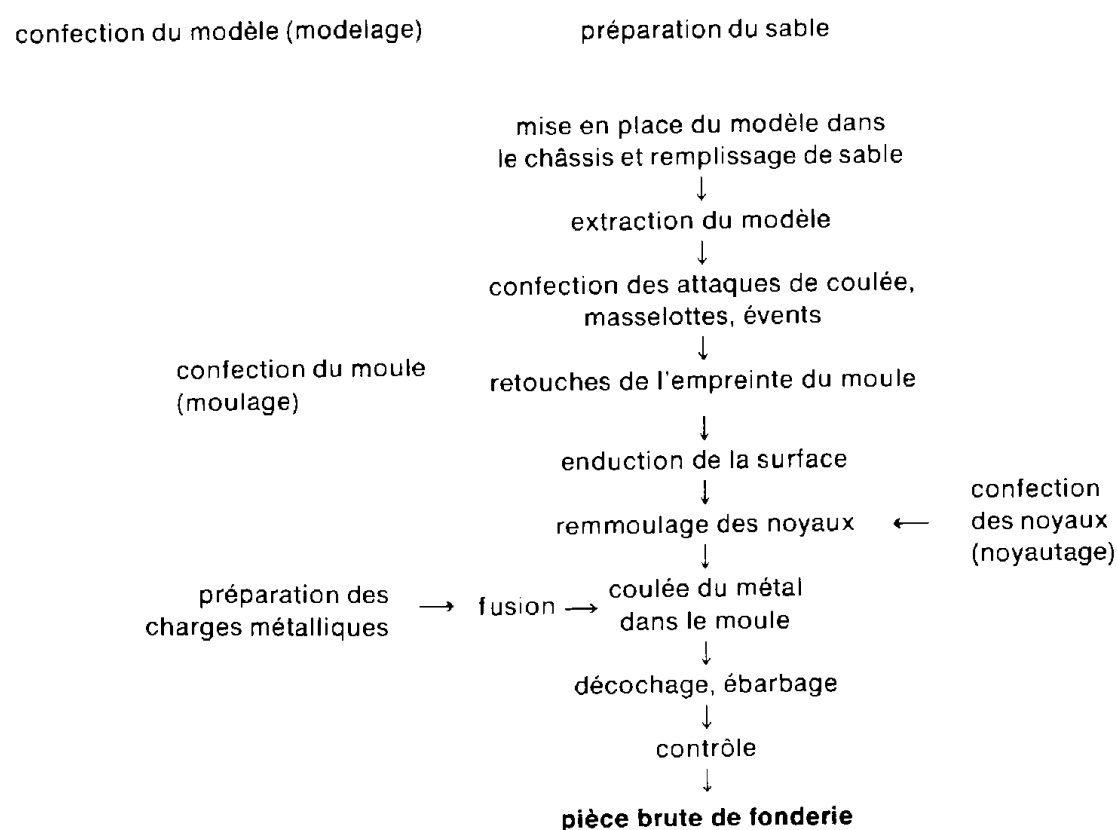 confection du modèle (modelage)
préparation du sable
mise en place du modèle dans
le châssis et remplissage de sable
↓
extraction du modèle
↓
confection des attaques de coulée,
masselottes, évents
↓
confection du moule
(moulage)
retouches de l'empreinte du moule
↓
enduction de la surface
↓
confection
des noyaux
(noyautage)
remmoulage des noyaux ←
↓
préparation des
charges métalliques
→ fusion →
coulée du métal
dans le moule
↓
décochage, ébarbage
↓
contrôle
↓
pièce brute de fonderie